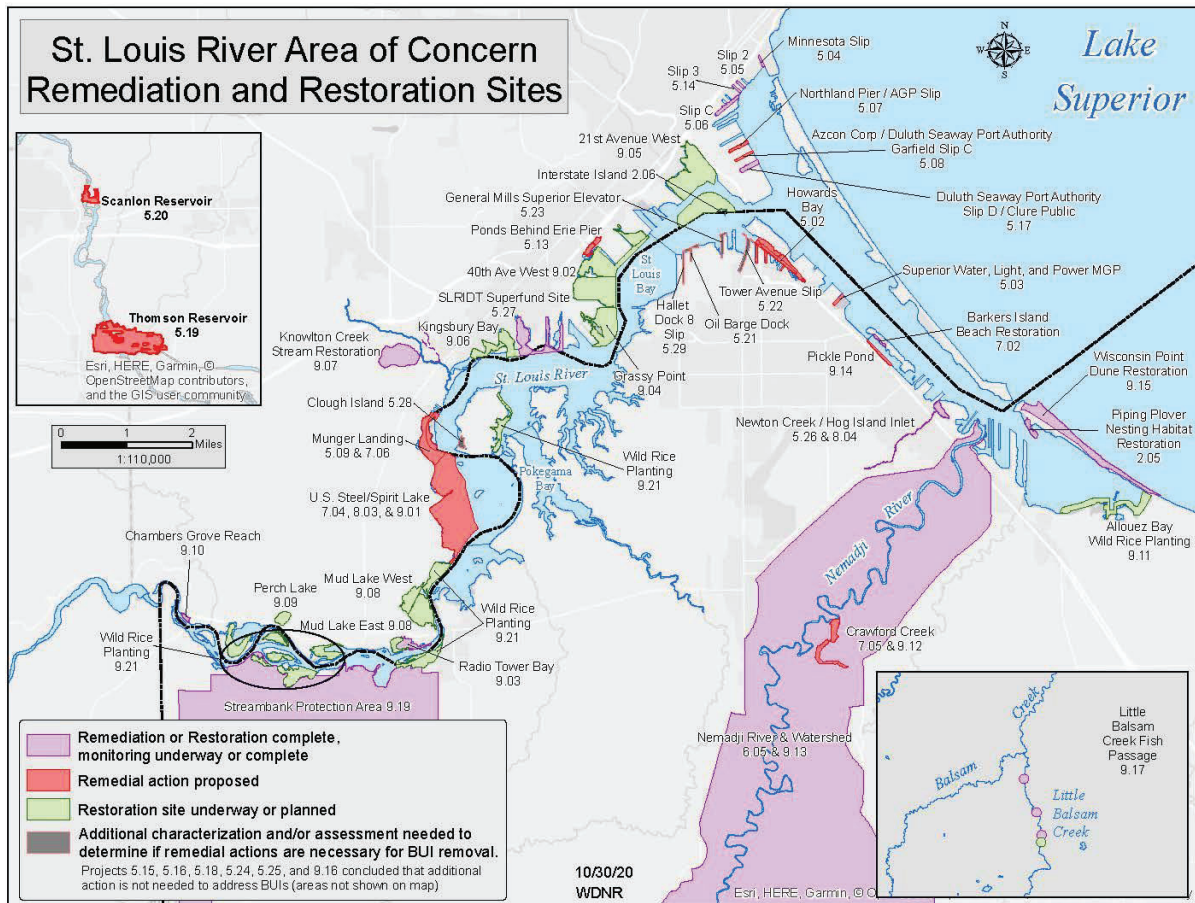 St. Louis River Area of Concern
Remediation and Restoration Sites
Lake
Superior
N
W
E
S
Minnesota Slip
5.04
Slip 2
5.05
Slip 3
5.14
Slip C
5.06
Northland Pier / AGP Slip
5.07
Azcon Corp / Duluth Seaway Port Authority
Garfield Slip C
5.08
21st Avenue West
9.05
Interstate Island 2.06
Howards
Bay
5.02
Duluth Seaway Port Authority
Slip D / Clure Public
5.17
General Mills Superior Elevator
5.23
Ponds Behind Erie Pier
5.13
40th Ave West 9.02
St
Louis
Bay
SLRIDT Superfund Site
5.27
Kingsbury Bay
9.06
Knowlton Creek
Stream Restoration
9.07
Hallet
Dock 8
Slip
5.29
Oil Barge Dock
5.21
Tower Avenue Slip
5.22
Superior Water, Light, and Power MGP
5.03
Barkers Island
Beach Restoration
7.02
Pickle Pond
9.14
Wisconsin Point
Dune Restoration
9.15
St. Louis River
Grassy Point
9.04
Clough Island 5.28
Munger Landing
5.09 & 7.06
Wild Rice
Planting
9.21
Pokegama
Bay
Newton Creek / Hog Island Inlet
5.26 & 8.04
Piping Plover
Nesting Habitat
Restoration
2.05
U.S. Steel/Spirit Lake
7.04, 8.03, & 9.01
Allouez Bay
Wild Rice Planting
9.11
Nemadji
River
Chambers Grove Reach
9.10
Perch Lake
9.09
Mud Lake West
9.08
Mud Lake East 9.08
Wild Rice
Planting
9.21
Wild Rice
Planting
9.21
Radio Tower Bay
9.03
Crawford Creek
7.05 & 9.12
Streambank Protection Area 9.19
Nemadji River & Watershed
6.05 & 9.13
Scanlon Reservoir
5.20
Thomson Reservoir
5.19
Esri, HERE, Garmin, ©
OpenStreetMap contributors,
and the GIS user community
0 1 2
Miles
1:110,000
Remediation or Restoration complete,
monitoring underway or complete
Remedial action proposed
Restoration site underway or planned
Additional characterization and/or assessment needed to
determine if remedial actions are necessary for BUI removal.
Projects 5.15, 5.16, 5.18, 5.24, 5.25, and 9.16 concluded that additional
action is not needed to address BUIs (areas not shown on map)
10/30/20
WDNR
Little
Balsam
Creek Fish
Passage
9.17
Creek
Balsam
Little
Balsam
Creek
Esri, HERE, Garmin, ©